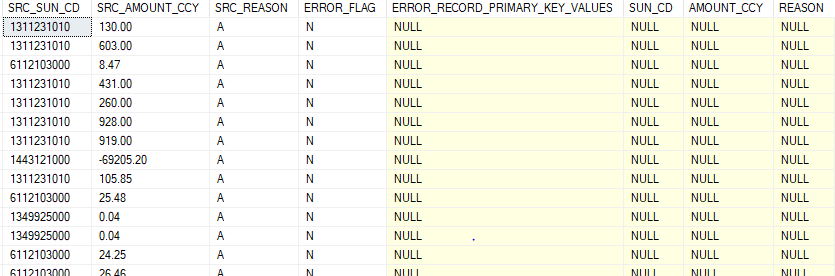 SRC_SUN_CD SRC_AMOUNT_CCY SRC_REASON ERROR_FLAG ERROR_RECORD_PRIMARY_KEY_VALUES SUN_CD AMOUNT_CCY REASON
1311231010 130.00 A N NULL NULL NULL NULL
1311231010 603.00 A N NULL NULL NULL NULL
6112103000 8.47 A N NULL NULL NULL NULL
1311231010 431.00 A N NULL NULL NULL NULL
1311231010 260.00 A N NULL NULL NULL NULL
1311231010 928.00 A N NULL NULL NULL NULL
1311231010 919.00 A N NULL NULL NULL NULL
1443121000 -69205.20 A N NULL NULL NULL NULL
1311231010 105.85 A N NULL NULL NULL NULL
6112103000 25.48 A N NULL NULL NULL NULL
1349925000 0.04 A N NULL NULL NULL NULL
1349925000 0.04 A N NULL NULL NULL NULL
6112103000 24.25 A N NULL NULL NULL NULL
6112103000 26.46 A N NULL NULL NULL NULL